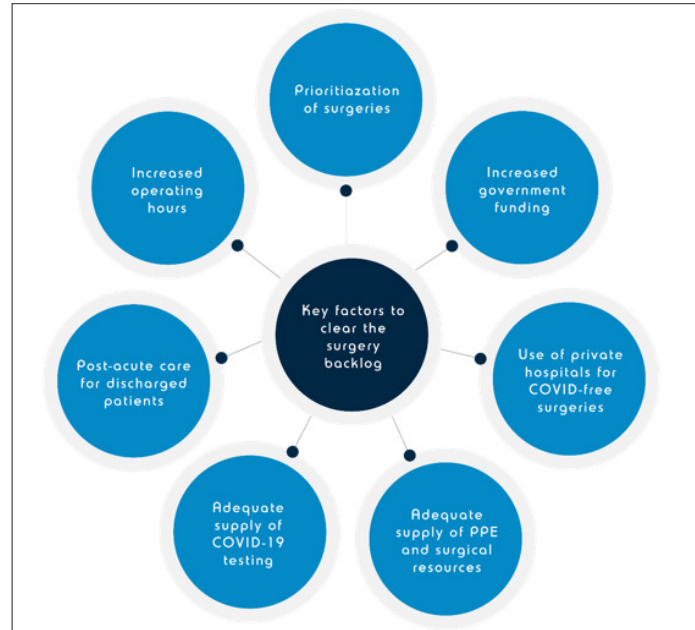 Prioritiazation
of surgeries
Increased
government
funding
Use of private
hospitals for
COVID-free
surgeries
Adequate
supply of PPE
and surgical
resources
Adequate
supply of
COVID-19
testing
Post-acute care
for discharged
patients
Increased
operating
hours
Key factors to
clear the
surgery
backlog